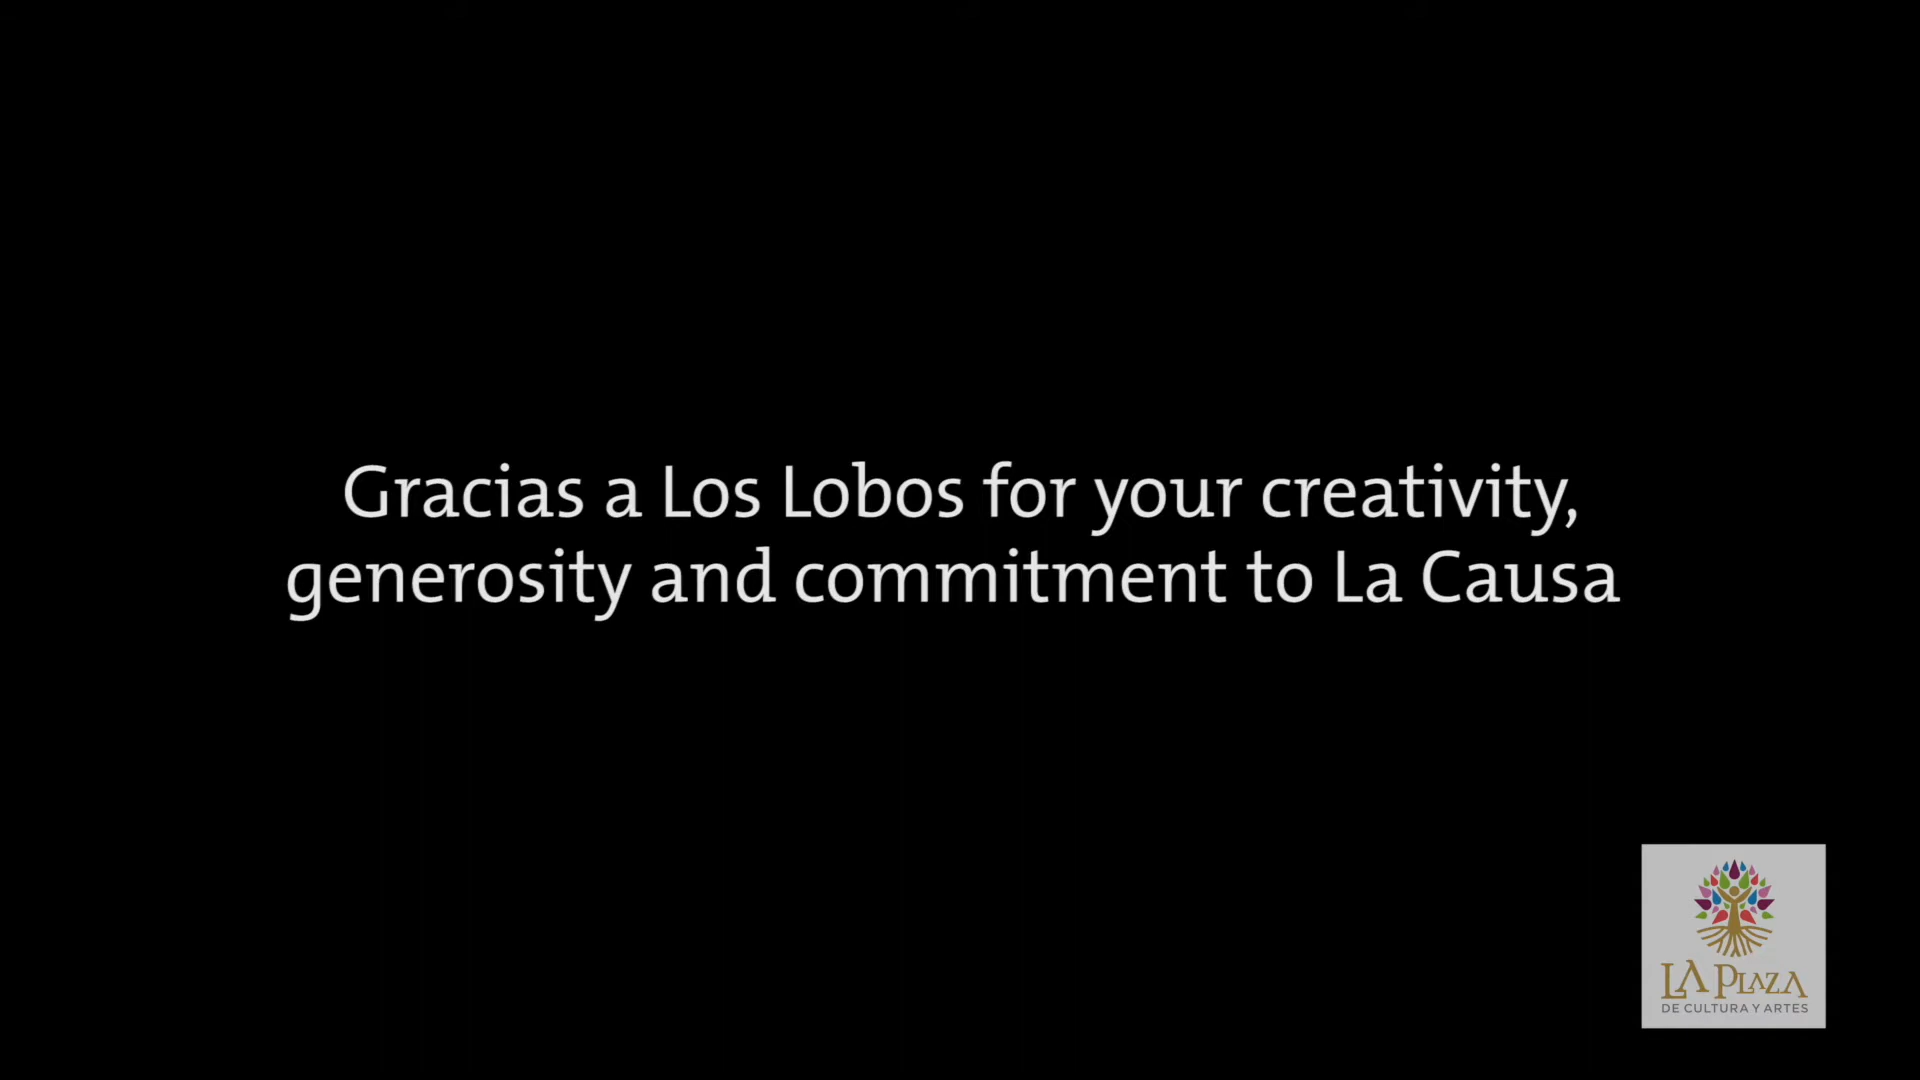 Gracias a Los Lobos for your creativity,
generosity and commitment to La Causa
LA PLAZA
DE CULTURA Y ARTES